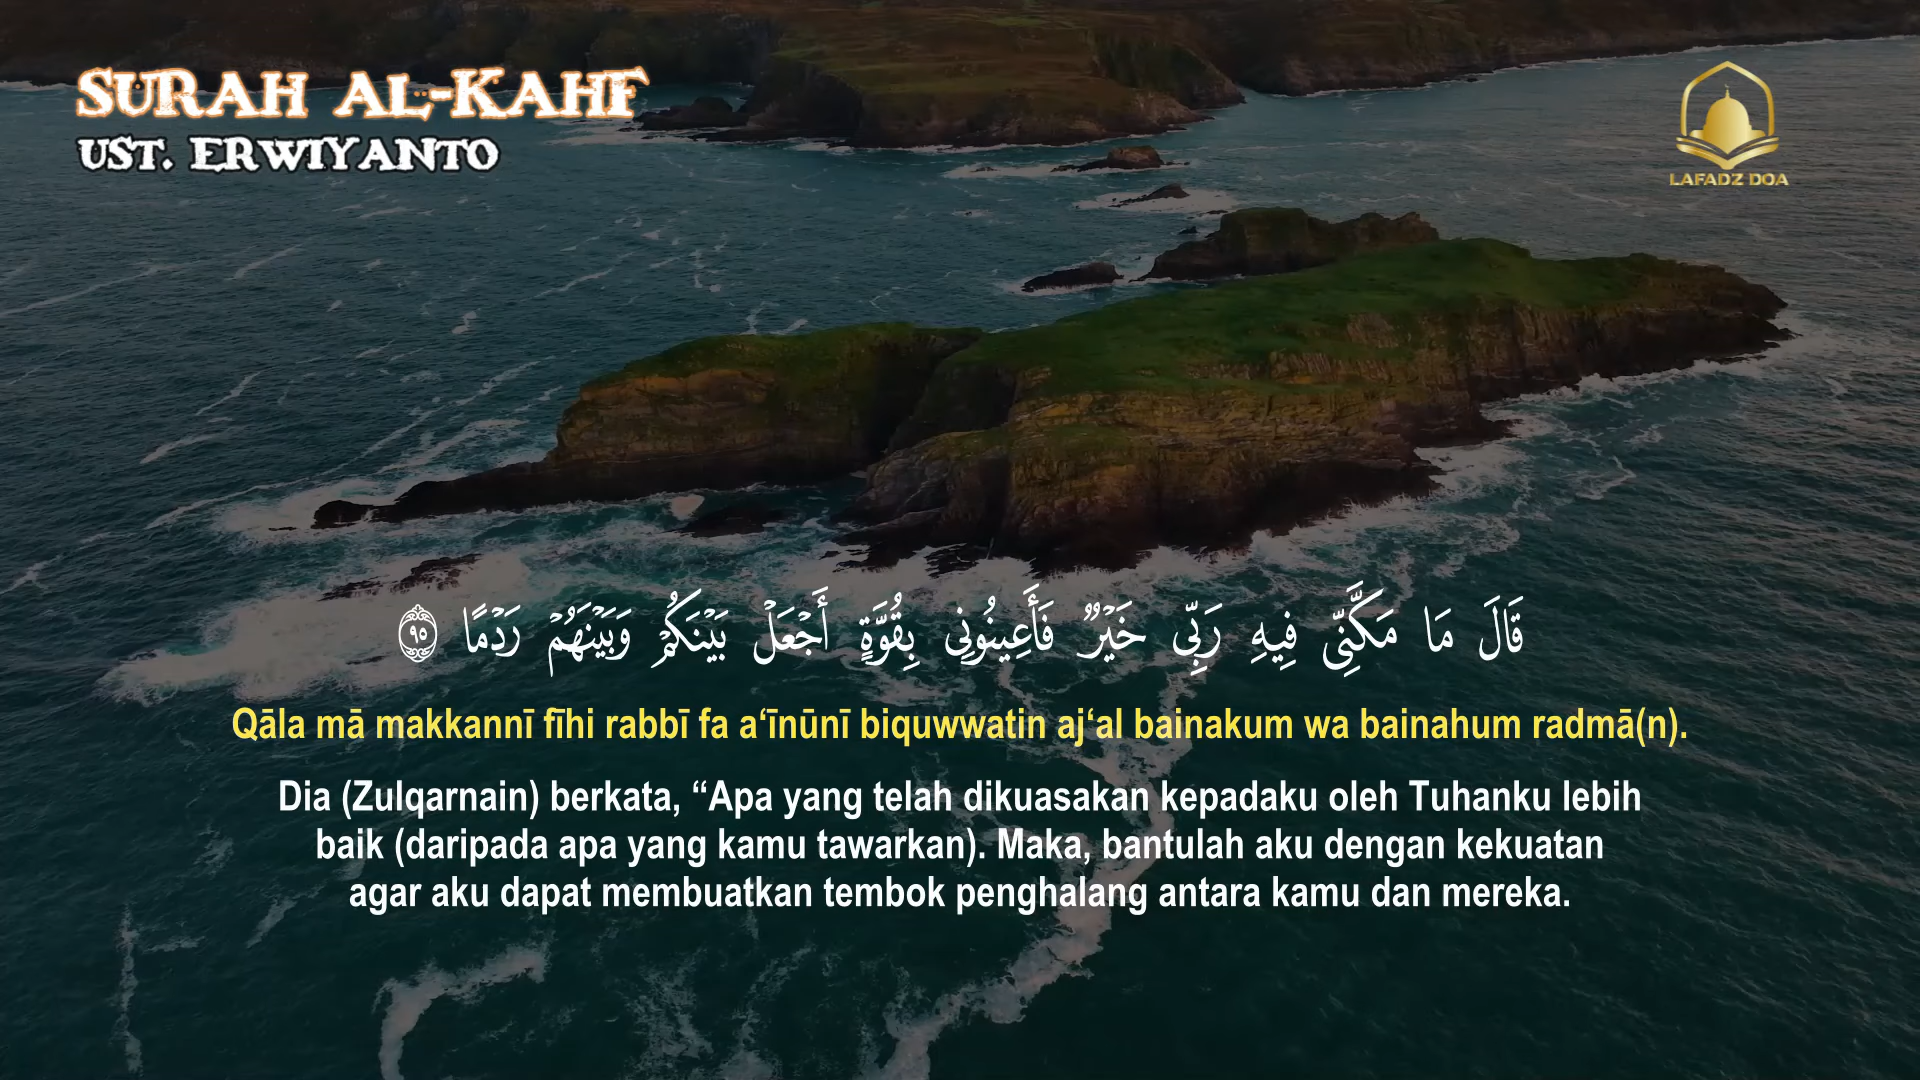 SURAH AL-KAHF
UST. ERWIYANTO
LAFADZ DOA
قَالَ مَا مَكَّنِّى فِيهِ رَبِّى خَيْرٌ فَأَعِينُونِى بِقُوَّةٍ أَجْعَلْ بَيْنَكُمْ وَبَيْنَهُمْ رَدْمًا ٩٥
Qāla mā makkannī fīhi rabbī fa a‘īnūnī biquwwatin aj‘al bainakum wa bainahum radmā(n).
Dia (Zulqarnain) berkata, “Apa yang telah dikuasakan kepadaku oleh Tuhanku lebih
baik (daripada apa yang kamu tawarkan). Maka, bantulah aku dengan kekuatan
agar aku dapat membuatkan tembok penghalang antara kamu dan mereka.